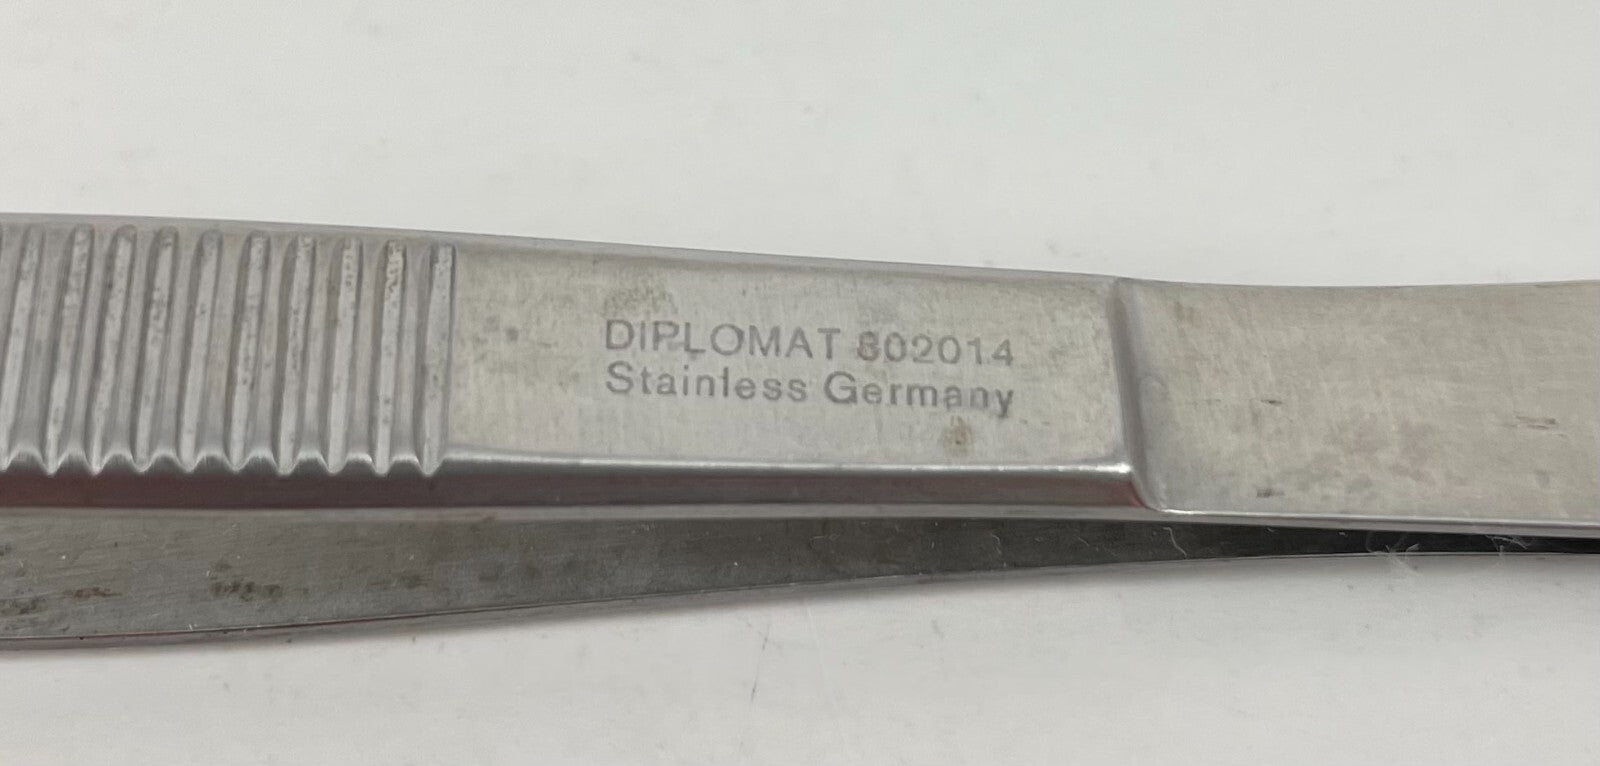 DIPLOMAT 802014
Stainless Germany